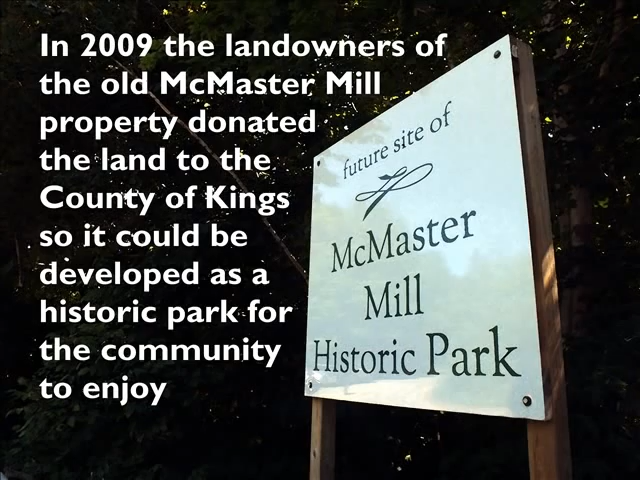 In 2009 the landowners of
the old McMaster Mill
property donated
the land to the
County of Kings
so it could be
developed as a
historic park for
the community
to enjoy
future site of
McMaster
Mill
Historic Park